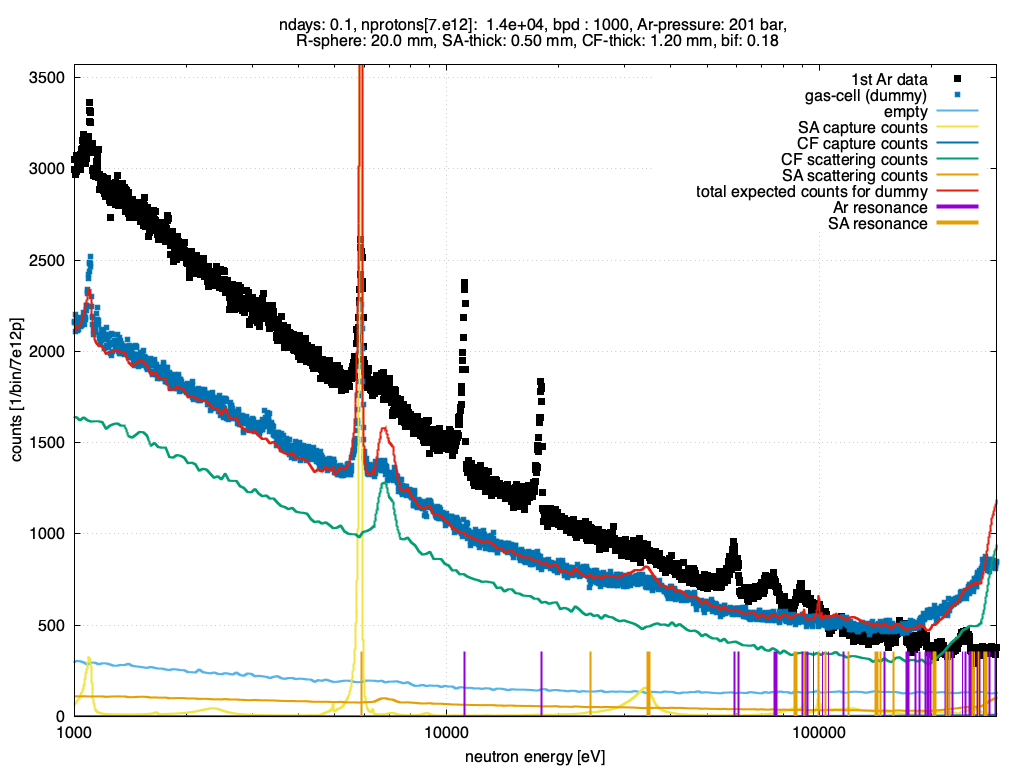 ndays: 0.1, nprotons[7.e12]:  1.4e+04, bpd : 1000, Ar-pressure: 201 bar,
R-sphere: 20.0 mm, SA-thick: 0.50 mm, CF-thick: 1.20 mm, bif: 0.18
3500
3000
2500
2000
1500
1000
500
0
counts [1/bin/7e12p]
1st Ar data
gas-cell (dummy)
empty
SA capture counts
CF capture counts
CF scattering counts
SA scattering counts
total expected counts for dummy
Ar resonance
SA resonance
1000
10000
100000
neutron energy [eV]